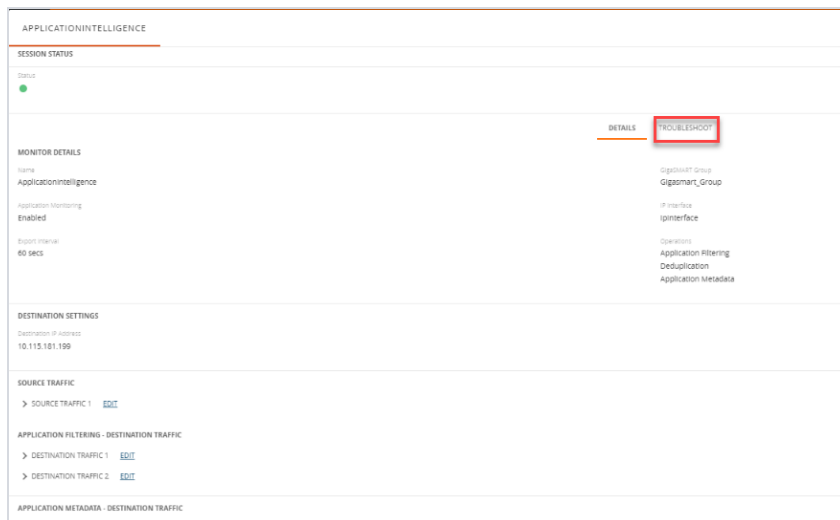 APPLICATIONINTELLIGENCE
SESSION STATUS
Status
DETAILS TROUBLESHOOT
MONITOR DETAILS
Name
Applicationintelligence
GigaSMART Group
Gigasmart_Group
Application Monitoring
Enabled
IP Interface
Ipinterface
Export Interval
60 secs
Operations
Application Filtering
Deduplication
Application Metadata
DESTINATION SETTINGS
Destination IP Address
10.115.181.199
SOURCE TRAFFIC
SOURCE TRAFFIC 1 EDIT
APPLICATION FILTERING - DESTINATION TRAFFIC
DESTINATION TRAFFIC 1 EDIT
DESTINATION TRAFFIC 2 EDIT
APPLICATION METADATA - DESTINATION TRAFFIC